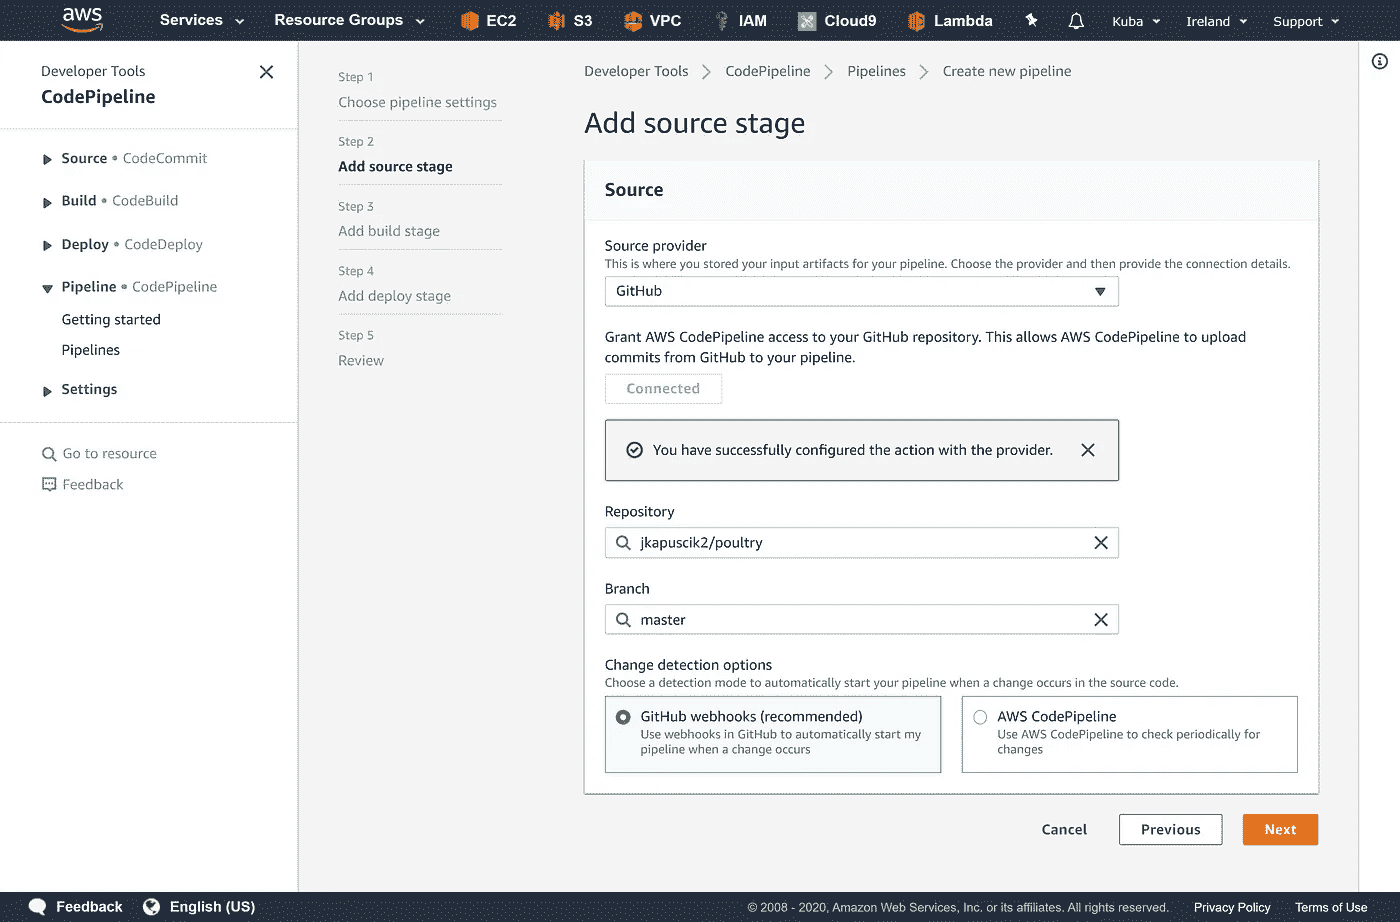 aws Services Resource Groups EC2 S3 VPC IAM Cloud9 Lambda Kuba Ireland Support
Developer Tools
CodePipeline
Source • CodeCommit
Build • CodeBuild
Deploy • CodeDeploy
Pipeline • CodePipeline
Getting started
Pipelines
Settings
Go to resource
Feedback
Step 1
Choose pipeline settings
Step 2
Add source stage
Step 3
Add build stage
Step 4
Add deploy stage
Step 5
Review
Developer Tools CodePipeline Pipelines Create new pipeline
Add source stage
Source
Source provider
This is where you stored your input artifacts for your pipeline. Choose the provider and then provide the connection details.
GitHub
Grant AWS CodePipeline access to your GitHub repository. This allows AWS CodePipeline to upload
commits from GitHub to your pipeline.
Connected
You have successfully configured the action with the provider.
Repository
jkapuscik2/poultry
Branch
master
Change detection options
Choose a detection mode to automatically start your pipeline when a change occurs in the source code.
GitHub webhooks (recommended)
Use webhooks in GitHub to automatically start my
pipeline when a change occurs
AWS CodePipeline
Use AWS CodePipeline to check periodically for
changes
Cancel Previous Next
Feedback English (US) © 2008 - 2020, Amazon Web Services, Inc. or its affiliates. All rights reserved. Privacy Policy Terms of Use